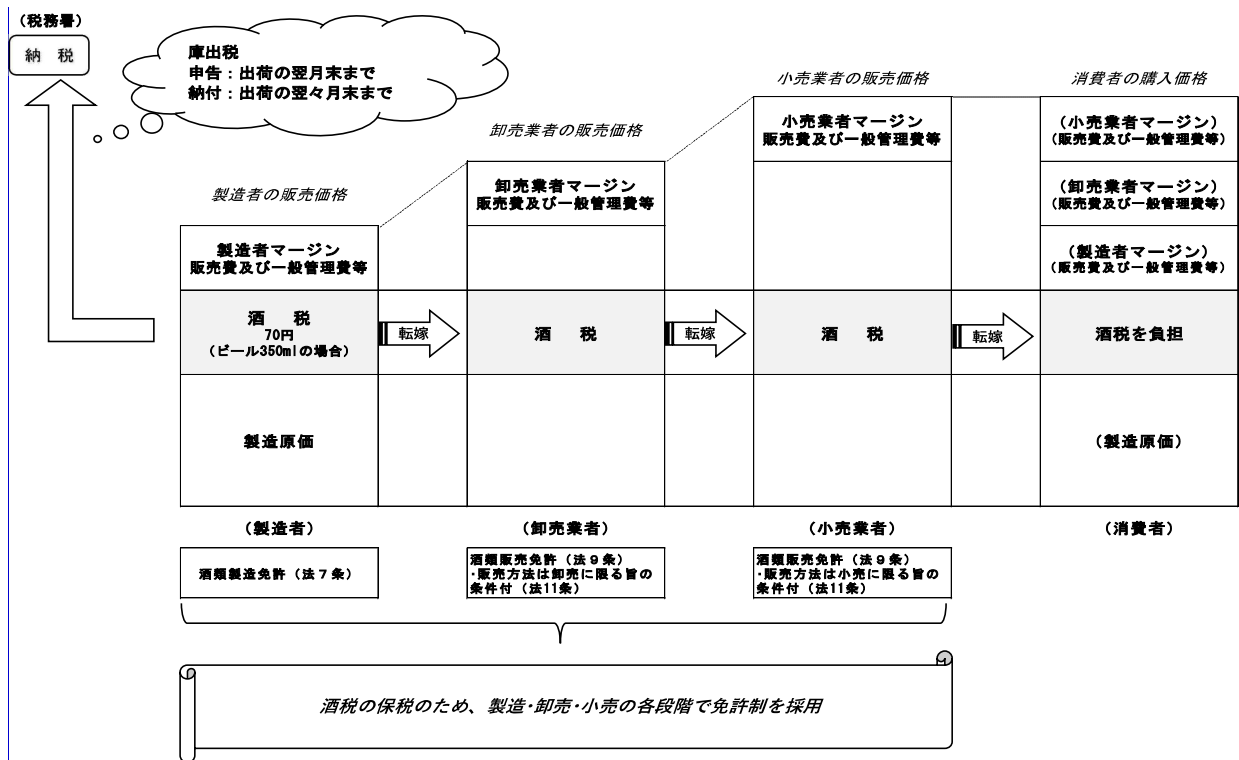 (税務署)
納 税
庫出税
申告：出荷の翌月末まで
納付：出荷の翌々月末まで
製造者の販売価格
卸売業者の販売価格
小売業者の販売価格
消費者の購入価格
製造者マージン
販売費及び一般管理費等
卸売業者マージン
販売費及び一般管理費等
小売業者マージン
販売費及び一般管理費等
(小売業者マージン)
(販売費及び一般管理費等)
(卸売業者マージン)
(販売費及び一般管理費等)
(製造者マージン)
(販売費及び一般管理費等)
酒 税
70円
(ビール350mlの場合)
転嫁
酒 税
転嫁
酒 税
転嫁
酒税を負担
製造原価
(製造原価)
(製造者)
(卸売業者)
(小売業者)
(消費者)
酒類製造免許（法７条）
酒類販売免許（法９条）
・販売方法は卸売に限る旨の
条件付（法11条）
酒類販売免許（法９条）
・販売方法は小売に限る旨の
条件付（法11条）
酒税の保税のため、製造・卸売・小売の各段階で免許制を採用